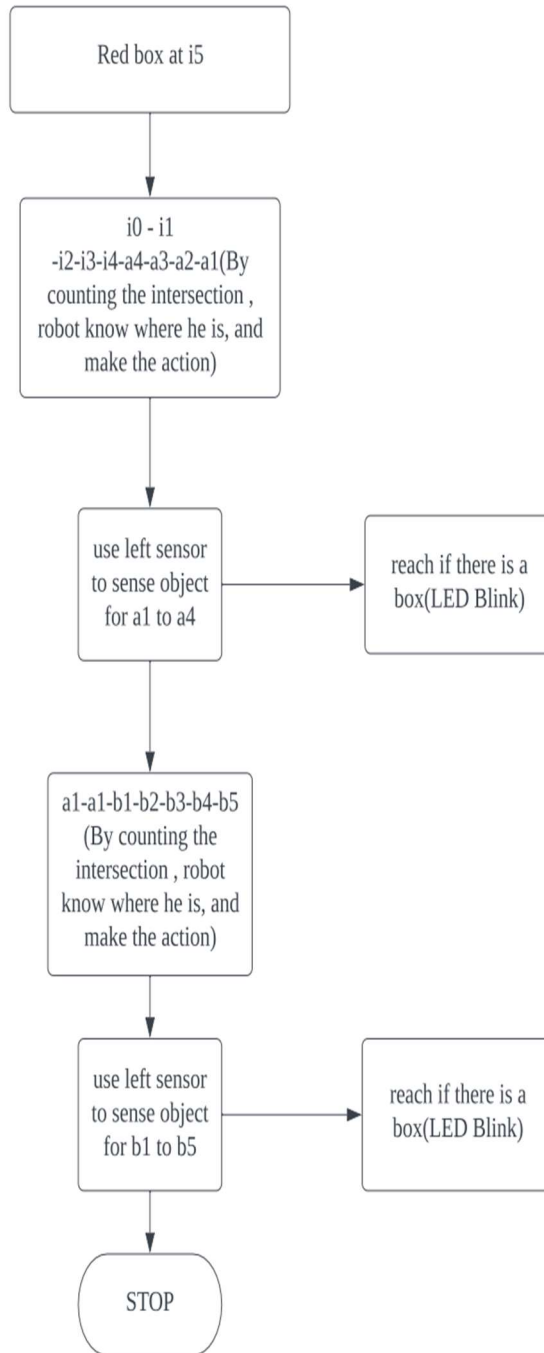 Red box at i5
i0 - i1
-i2-i3-i4-a4-a3-a2-a1(By
counting the intersection ,
robot know where he is, and
make the action)
use left sensor
to sense object
for a1 to a4
reach if there is a
box(LED Blink)
a1-a1-b1-b2-b3-b4-b5
(By counting the
intersection , robot
know where he is, and
make the action)
use left sensor
to sense object
for b1 to b5
reach if there is a
box(LED Blink)
STOP